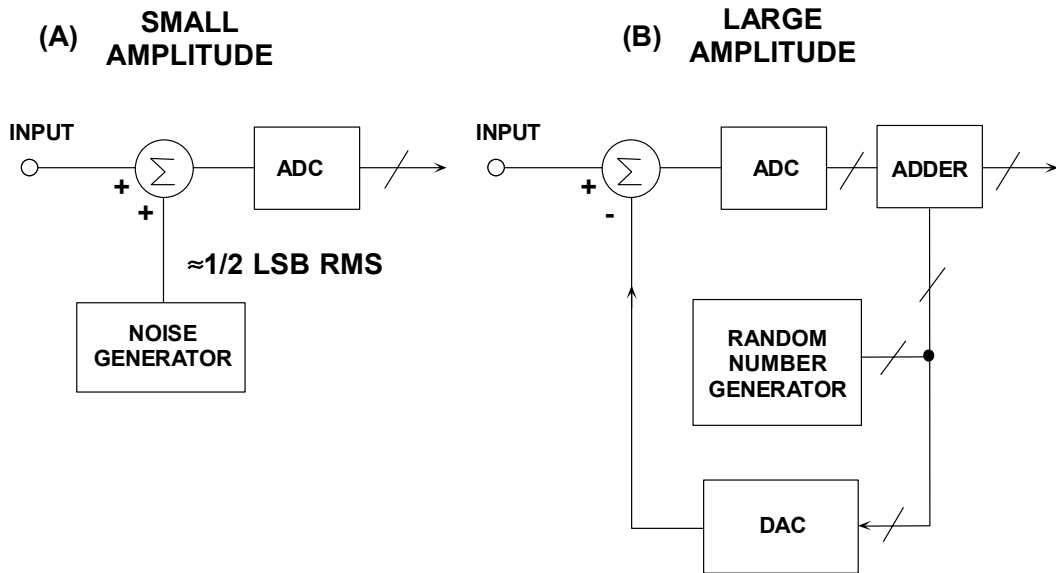 (A)
SMALL
AMPLITUDE
INPUT
+
+
Σ
ADC
≈1/2 LSB RMS
NOISE
GENERATOR
(B)
LARGE
AMPLITUDE
INPUT
+
-
Σ
ADC
ADDER
RANDOM
NUMBER
GENERATOR
DAC